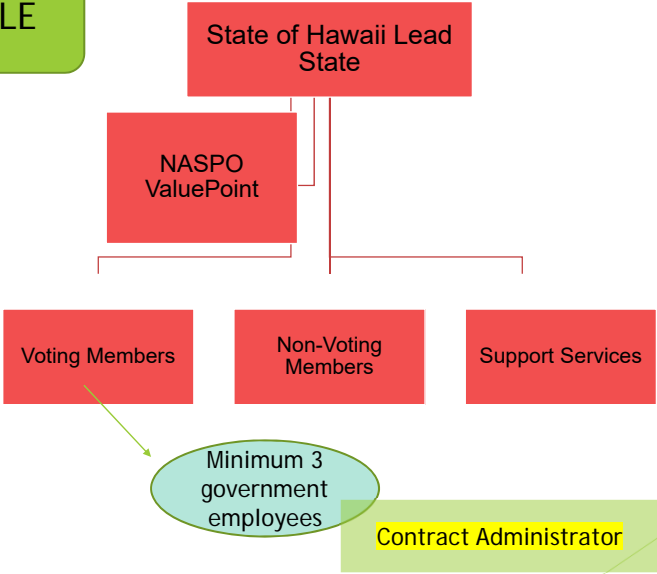 LE
State of Hawaii Lead
State
NASPO
ValuePoint
Voting Members
Non-Voting
Members
Support Services
Minimum 3
government
employees
Contract Administrator